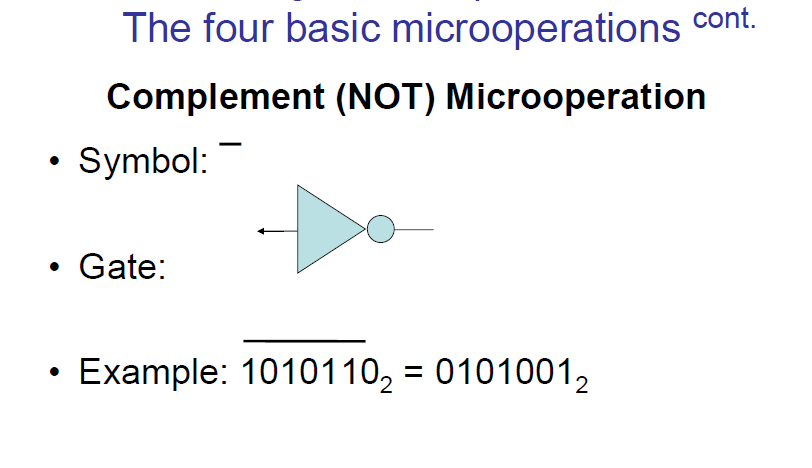 The four basic microoperations cont.
Complement (NOT) Microoperation
• Symbol: ‾
• Gate:
• Example: 1010110₂ = 0101001₂